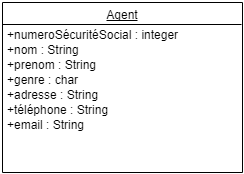 Agent
+numeroSécuritéSocial : integer
+nom : String
+prenom : String
+genre : char
+adresse : String
+téléphone : String
+email : String